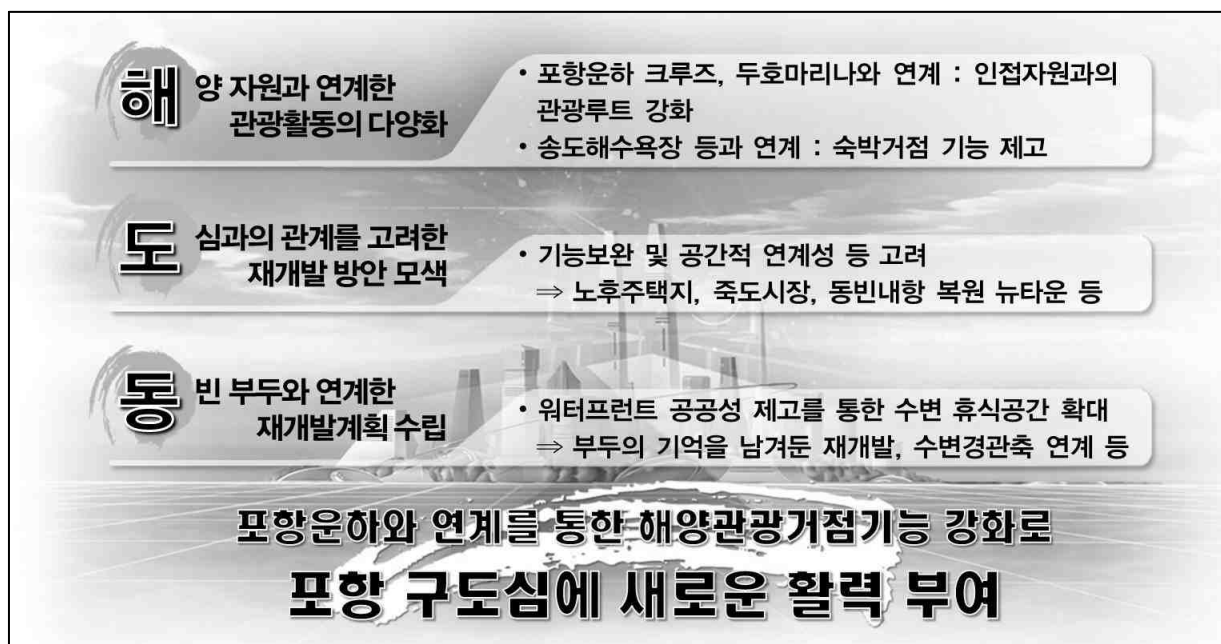 해양 자원과 연계한
관광활동의 다양화
• 포항운하 크루즈, 두호마리나와 연계 : 인접자원과의
관광루트 강화
• 송도해수욕장 등과 연계 : 숙박거점 기능 제고
도심과의 관계를 고려한
재개발 방안 모색
• 기능보완 및 공간적 연계성 등 고려
⇒ 노후주택지, 죽도시장, 동빈내항 복원 뉴타운 등
동빈 부두와 연계한
재개발계획 수립
• 워터프런트 공공성 제고를 통한 수변 휴식공간 확대
⇒ 부두의 기억을 남겨둔 재개발, 수변경관축 연계 등
포항운하와 연계를 통한 해양관광거점기능 강화로
포항 구도심에 새로운 활력 부여